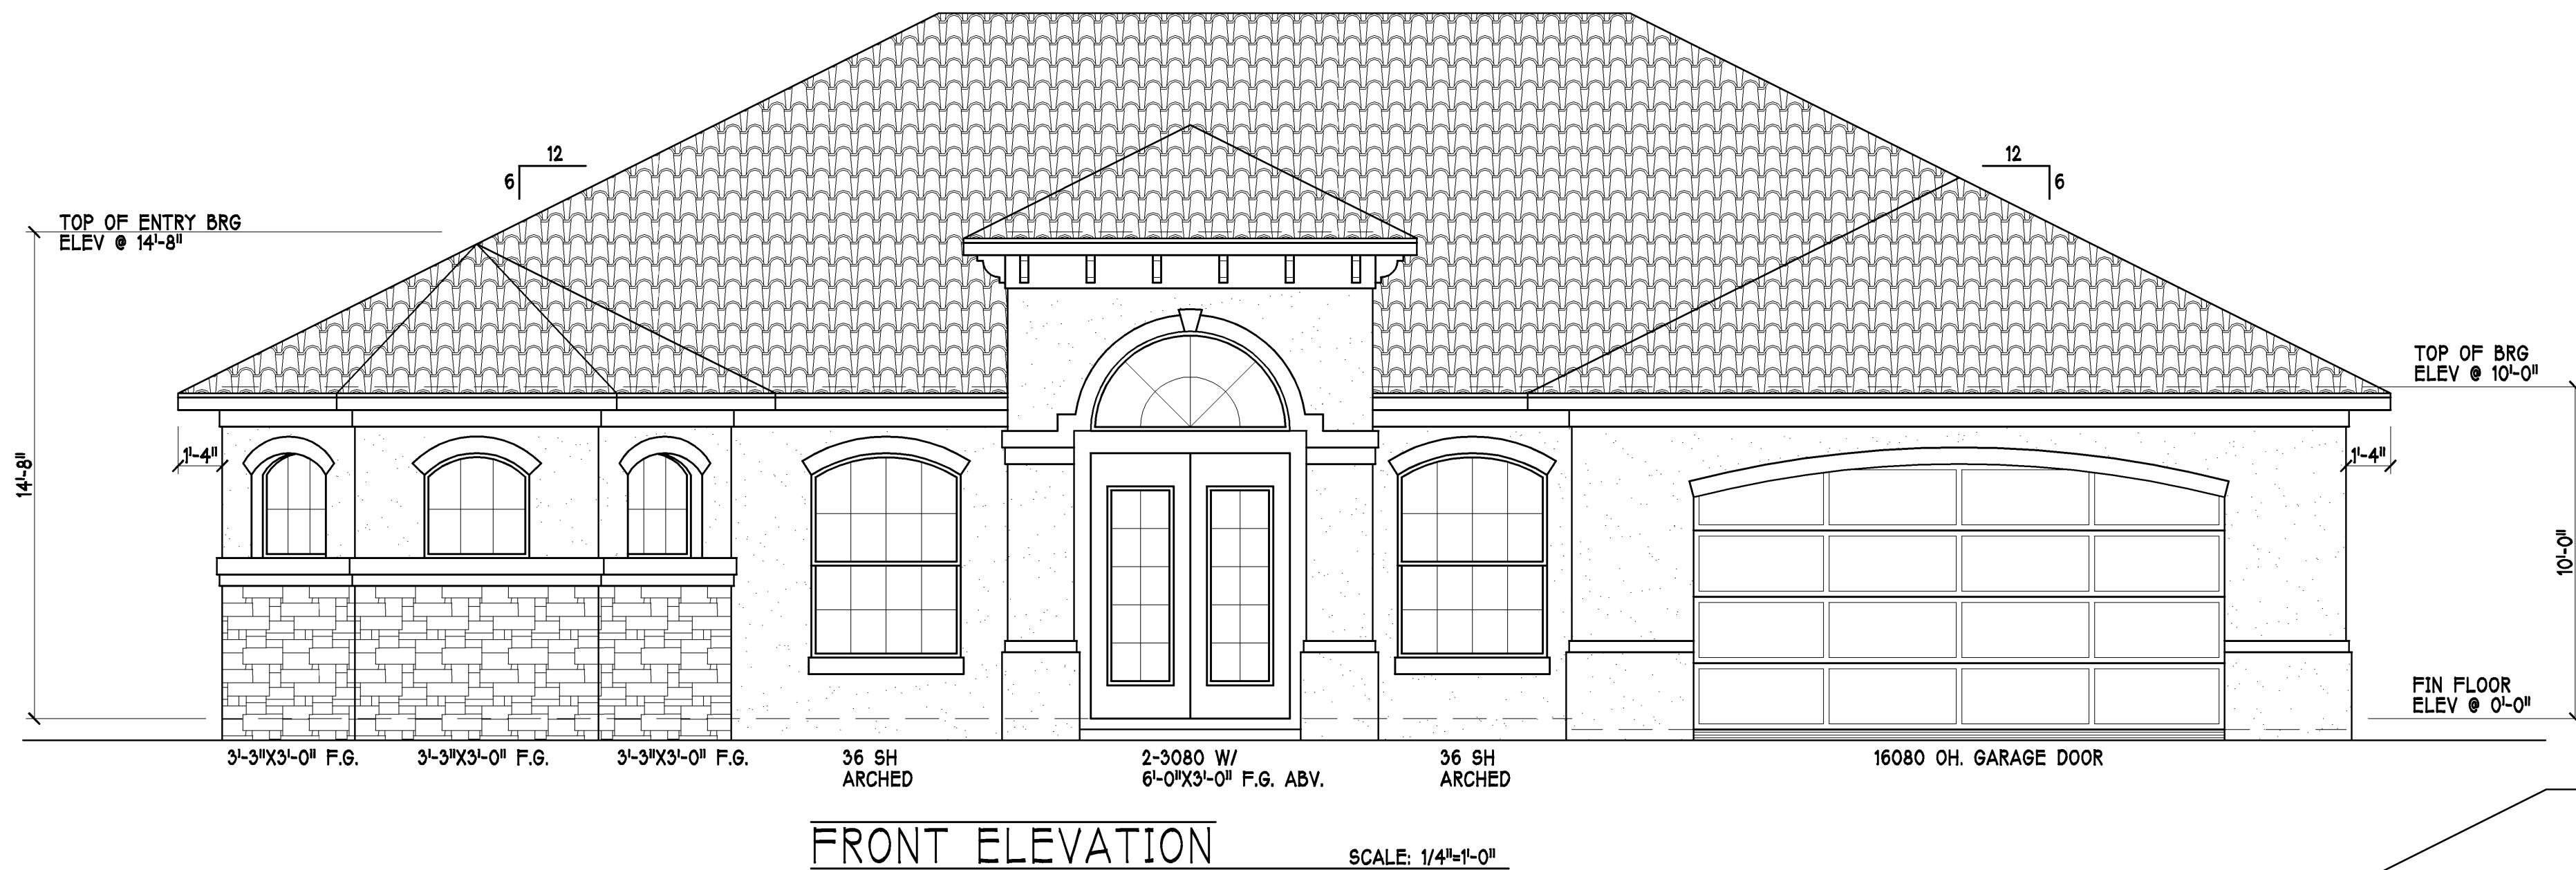 12
6
12
6
TOP OF ENTRY BRG
ELEV @ 14'-8"
TOP OF BRG
ELEV @ 10'-0"
1'-4"
1'-4"
14'-8"
10'-0"
FIN FLOOR
ELEV @ 0'-0"
3'-3"X3'-0" F.G.
3'-3"X3'-0" F.G.
3'-3"X3'-0" F.G.
36 SH
ARCHED
2-3080 W/
6'-0"X3'-0" F.G. ABV.
36 SH
ARCHED
16080 OH. GARAGE DOOR
FRONT ELEVATION
SCALE: 1/4"=1'-0"